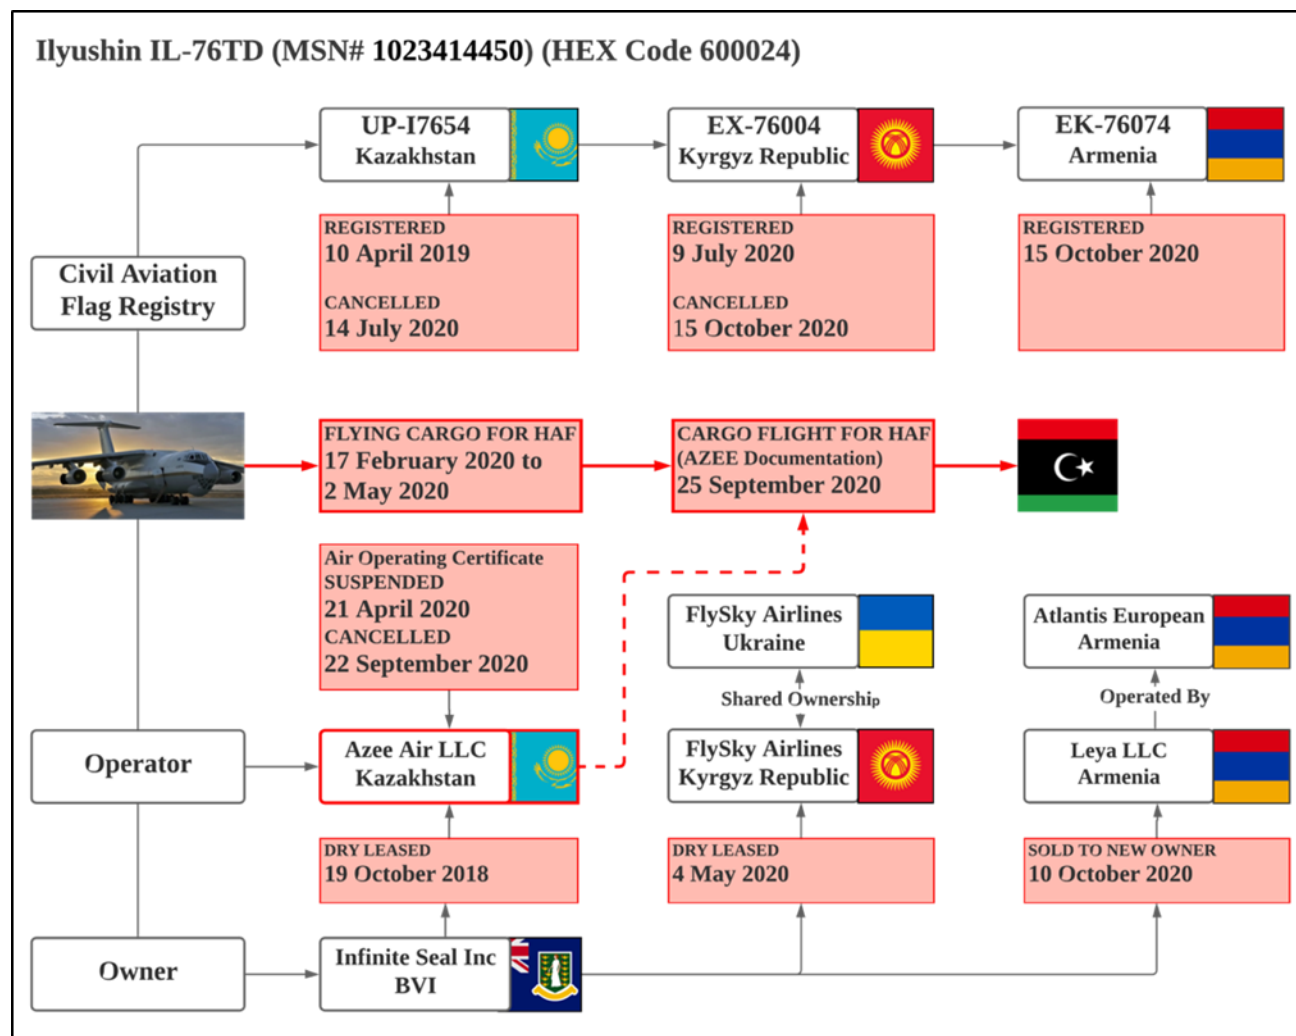 Ilyushin IL-76TD (MSN# 1023414450) (HEX Code 600024)
UP-I7654
Kazakhstan
EX-76004
Kyrgyz Republic
EK-76074
Armenia
REGISTERED
10 April 2019
CANCELLED
14 July 2020
REGISTERED
9 July 2020
CANCELLED
15 October 2020
REGISTERED
15 October 2020
Civil Aviation
Flag Registry
FLYING CARGO FOR HAF
17 February 2020 to
2 May 2020
CARGO FLIGHT FOR HAF
(AZEE Documentation)
25 September 2020
Air Operating Certificate
SUSPENDED
21 April 2020
CANCELLED
22 September 2020
FlySky Airlines
Ukraine
Atlantis European
Armenia
Shared Ownership
Operated By
Operator
Azee Air LLC
Kazakhstan
FlySky Airlines
Kyrgyz Republic
Leya LLC
Armenia
DRY LEASED
19 October 2018
DRY LEASED
4 May 2020
SOLD TO NEW OWNER
10 October 2020
Owner
Infinite Seal Inc
BVI